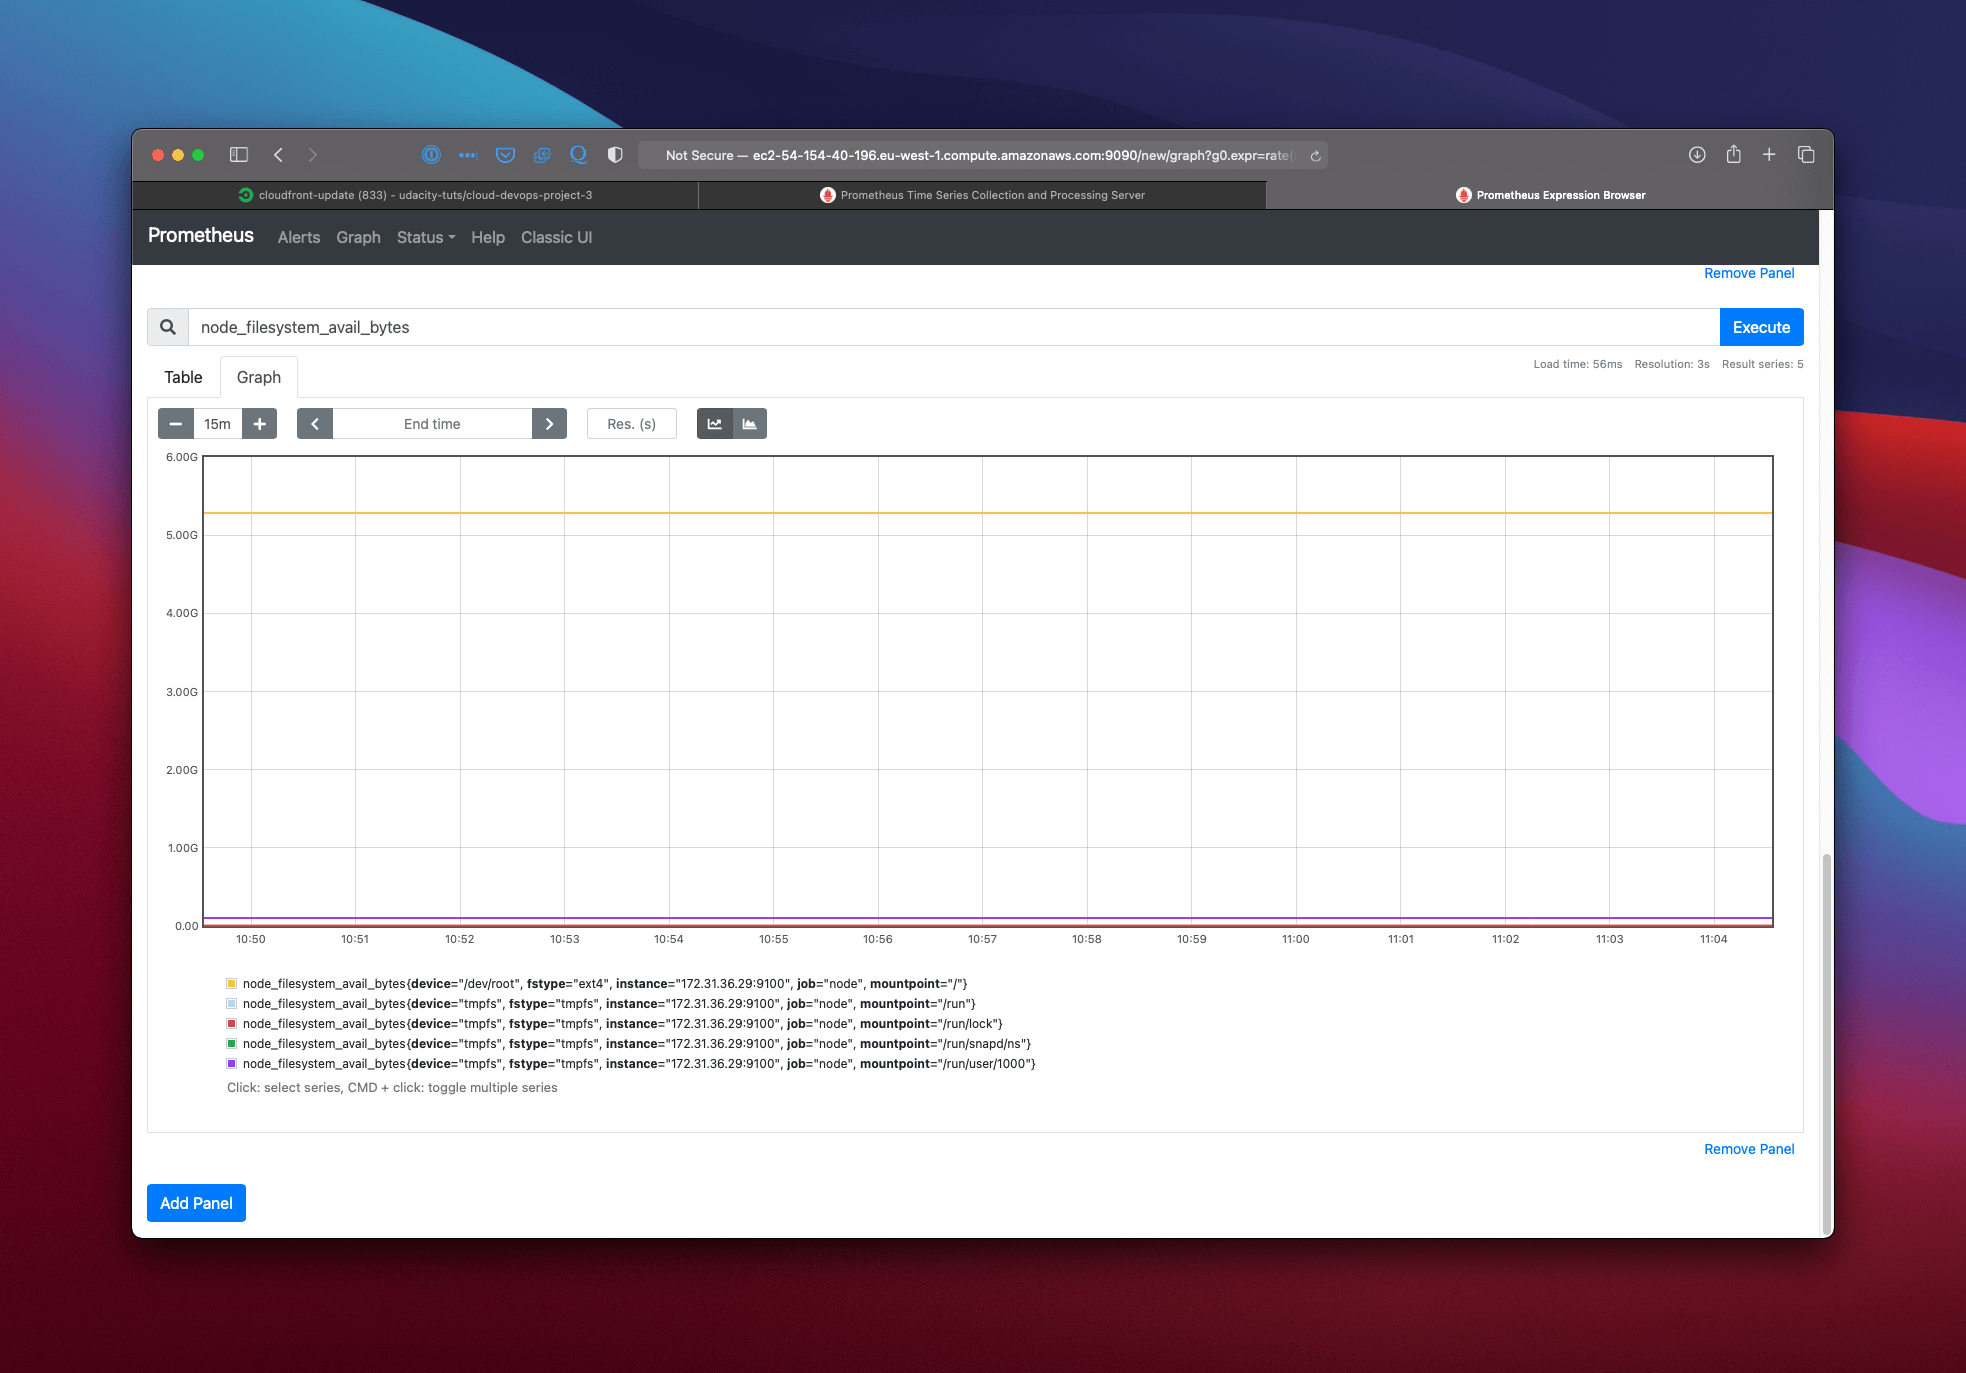 Not Secure — ec2-54-154-40-196.eu-west-1.compute.amazonaws.com:9090/new/graph?g0.expr=rate(
cloudfront-update (833) - udacity-tuts/cloud-devops-project-3
Prometheus Time Series Collection and Processing Server
Prometheus Expression Browser
Prometheus Alerts Graph Status Help Classic UI
Remove Panel
node_filesystem_avail_bytes
Execute
Table Graph
Load time: 56ms Resolution: 3s Result series: 5
15m
End time
Res. (s)
6.00G
5.00G
4.00G
3.00G
2.00G
1.00G
0.00
10:50 10:51 10:52 10:53 10:54 10:55 10:56 10:57 10:58 10:59 11:00 11:01 11:02 11:03 11:04
node_filesystem_avail_bytes{device="/dev/root", fstype="ext4", instance="172.31.36.29:9100", job="node", mountpoint="/"}
node_filesystem_avail_bytes{device="tmpfs", fstype="tmpfs", instance="172.31.36.29:9100", job="node", mountpoint="/run"}
node_filesystem_avail_bytes{device="tmpfs", fstype="tmpfs", instance="172.31.36.29:9100", job="node", mountpoint="/run/lock"}
node_filesystem_avail_bytes{device="tmpfs", fstype="tmpfs", instance="172.31.36.29:9100", job="node", mountpoint="/run/snapd/ns"}
node_filesystem_avail_bytes{device="tmpfs", fstype="tmpfs", instance="172.31.36.29:9100", job="node", mountpoint="/run/user/1000"}
Click: select series, CMD + click: toggle multiple series
Remove Panel
Add Panel